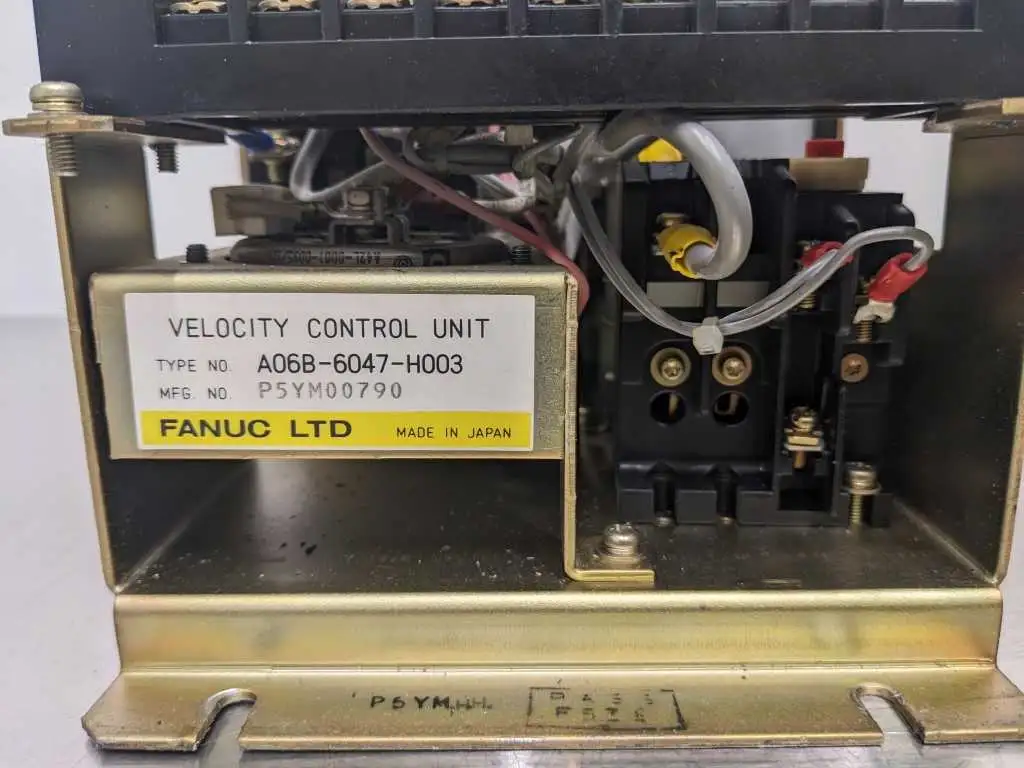 VELOCITY CONTROL UNIT
TYPE NO. A06B-6047-H003
MFG. NO. P5YM00790
FANUC LTD MADE IN JAPAN
P5YM